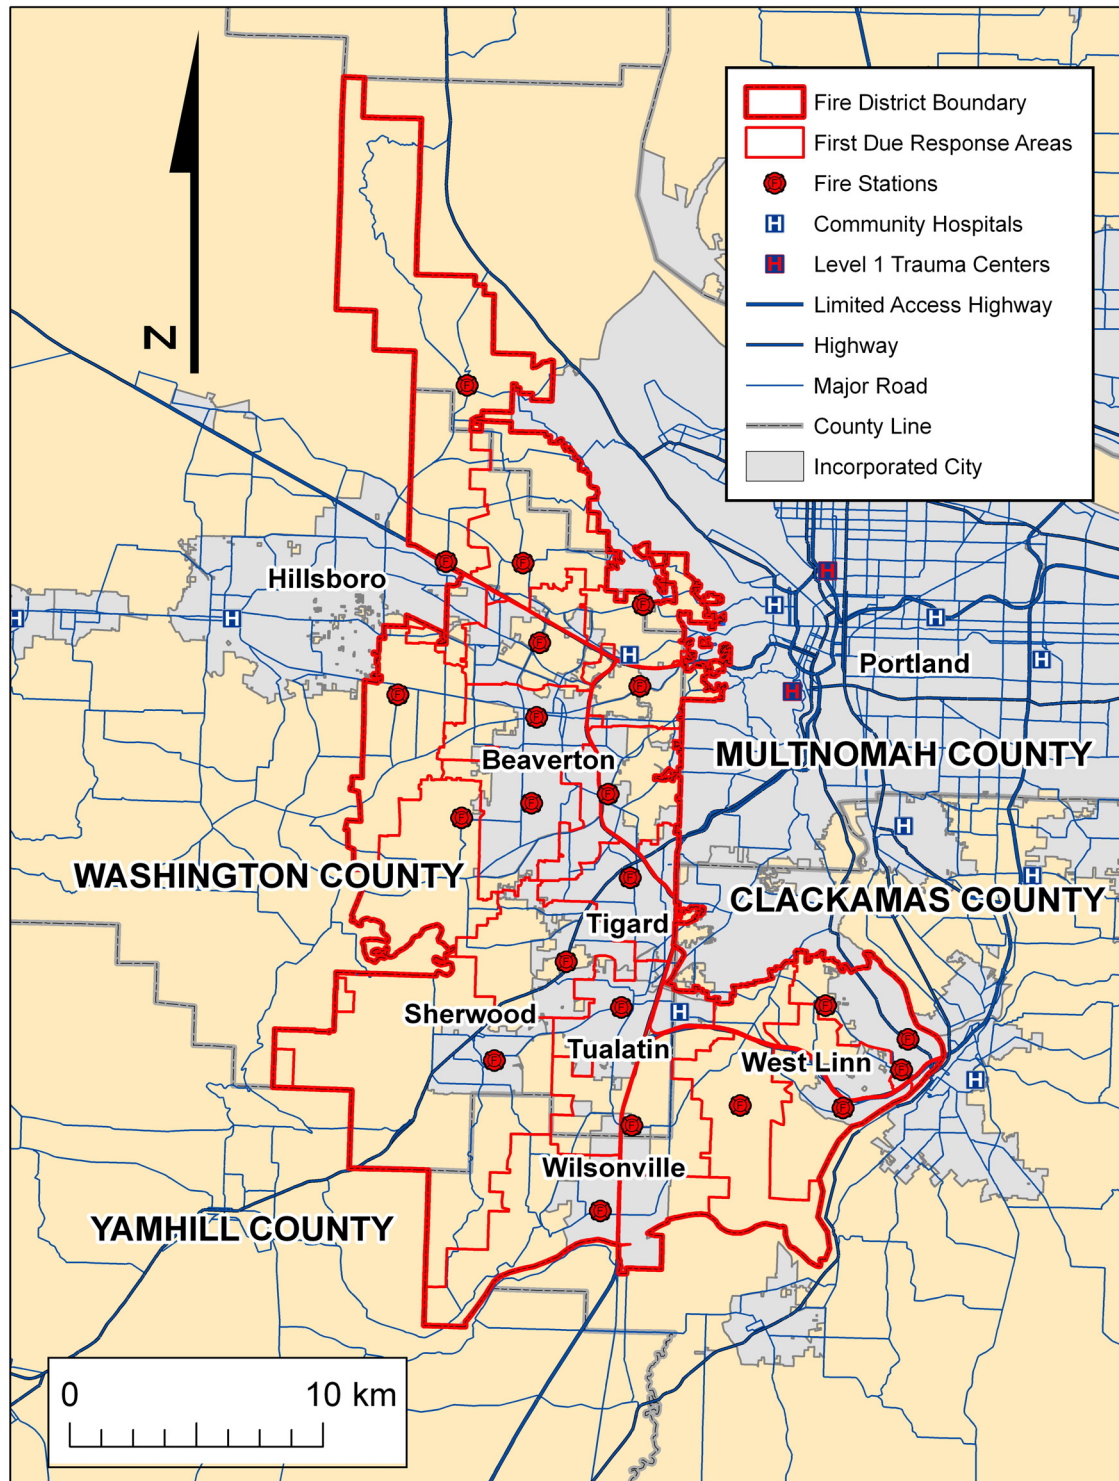 N
Fire District Boundary
First Due Response Areas
F
Fire Stations
H
Community Hospitals
H
Level 1 Trauma Centers
Limited Access Highway
Highway
Major Road
County Line
Incorporated City
Hillsboro
Portland
Beaverton
MULTNOMAH COUNTY
WASHINGTON COUNTY
CLACKAMAS COUNTY
Tigard
Sherwood
Tualatin
West Linn
Wilsonville
YAMHILL COUNTY
0
10 km